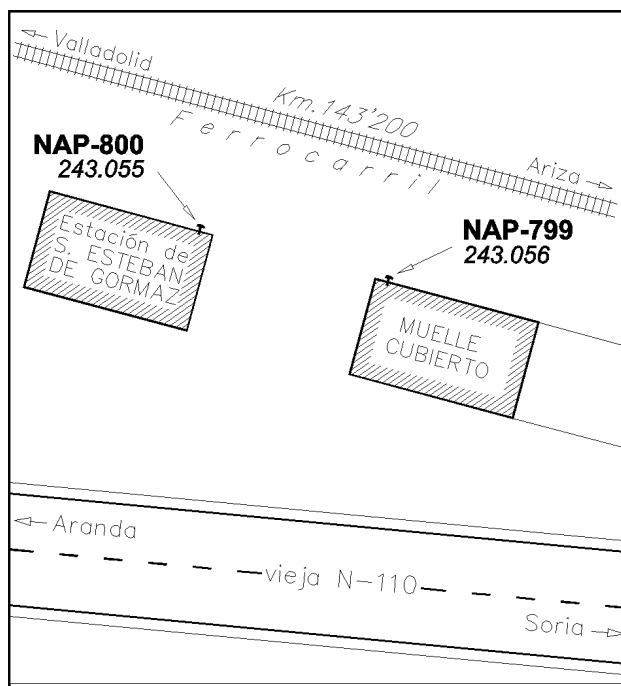 Valladolid
Km.143'200
Ferrocarril
Ariza
NAP-800
243.055
Estación de
S. ESTEBAN
DE GORMAZ
NAP-799
243.056
MUELLE
CUBIERTO
Aranda
vieja N-110
Soria